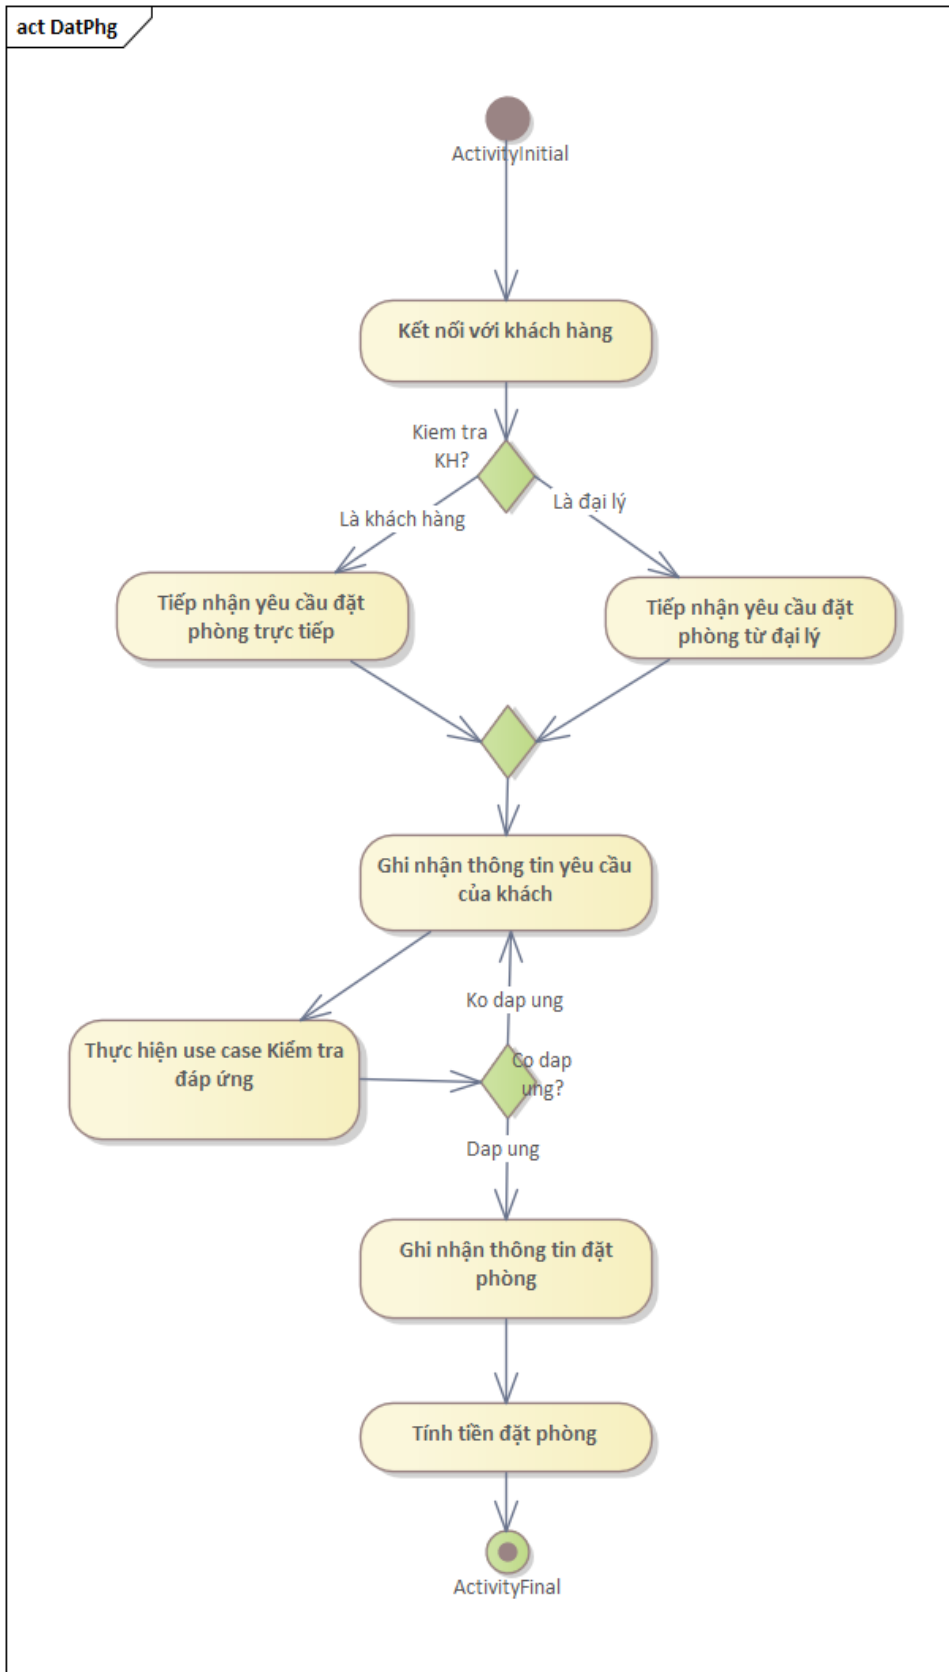 act DatPhg
ActivityInitial
Kết nối với khách hàng
Kiem tra
KH?
Là đại lý
Là khách hàng
Tiếp nhận yêu cầu đặt
phòng trực tiếp
Tiếp nhận yêu cầu đặt
phòng từ đại lý
Ghi nhận thông tin yêu cầu
của khách
Ko dap ung
Thực hiện use case Kiểm tra
đáp ứng
Co dap
ung?
Dap ung
Ghi nhận thông tin đặt
phòng
Tính tiền đặt phòng
ActivityFinal